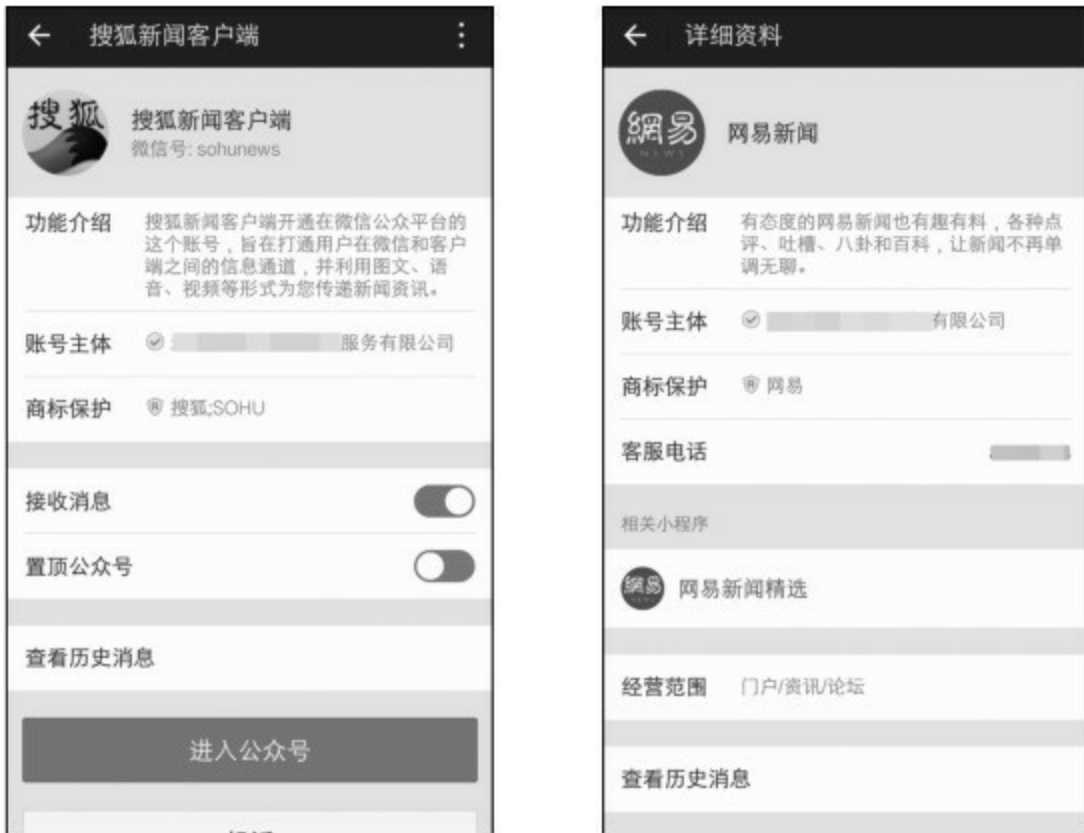 搜狐新闻客户端
搜狐
搜狐新闻客户端
微信号: sohunews
功能介绍
搜狐新闻客户端开通在微信公众平台的
这个账号，旨在打通用户在微信和客户
端之间的信息通道，并利用图文、语
音、视频等形式为您传递新闻资讯。
账号主体
服务有限公司
商标保护
® 搜狐;SOHU
接收消息
置顶公众号
查看历史消息
进入公众号
详细资料
網易
NEWS
网易新闻
功能介绍
有态度的网易新闻也有趣有料，各种点
评、吐槽、八卦和百科，让新闻不再单
调无聊。
账号主体
有限公司
商标保护
® 网易
客服电话
相关小程序
網易
网易新闻精选
经营范围
门户/资讯/论坛
查看历史消息